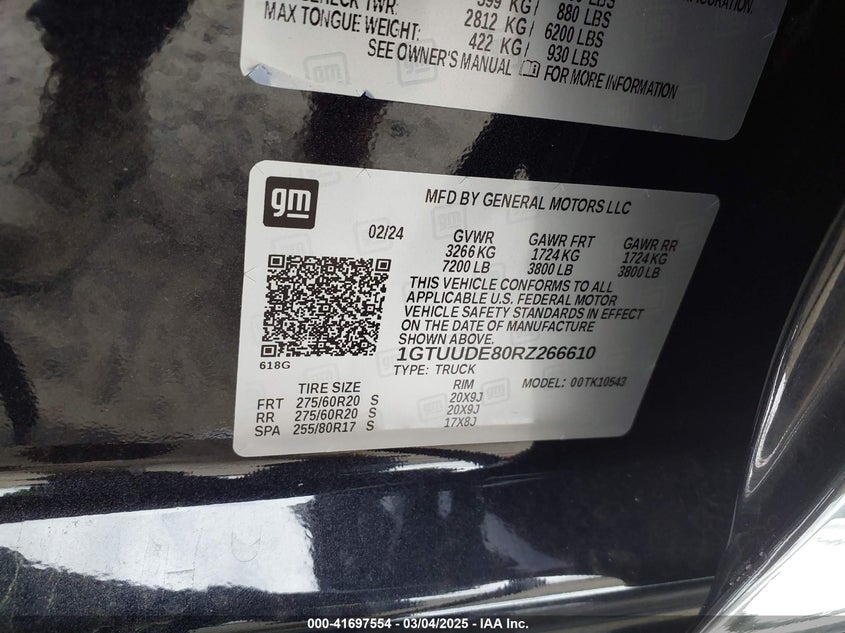 TWR:
KG/ 880 LBS
2812 KG/ 6200 LBS
MAX TONGUE WEIGHT: 422 KG/ 930 LBS
SEE OWNER'S MANUAL FOR MORE INFORMATION
gm
MFD BY GENERAL MOTORS LLC
02/24
GVWR GAWR FRT GAWR RR
3266 KG 1724 KG 1724 KG
7200 LB 3800 LB 3800 LB
THIS VEHICLE CONFORMS TO ALL
APPLICABLE U.S. FEDERAL MOTOR
VEHICLE SAFETY STANDARDS IN EFFECT
ON THE DATE OF MANUFACTURE
SHOWN ABOVE.
618G
1GTUUDE80RZ266610
TYPE: TRUCK
MODEL: 00TK10543
TIRE SIZE RIM
FRT 275/60R20 S 20X9J
RR 275/60R20 S 20X9J
SPA 255/80R17 S 17X8J
000-41697554 - 03/04/2025 - IAA Inc.